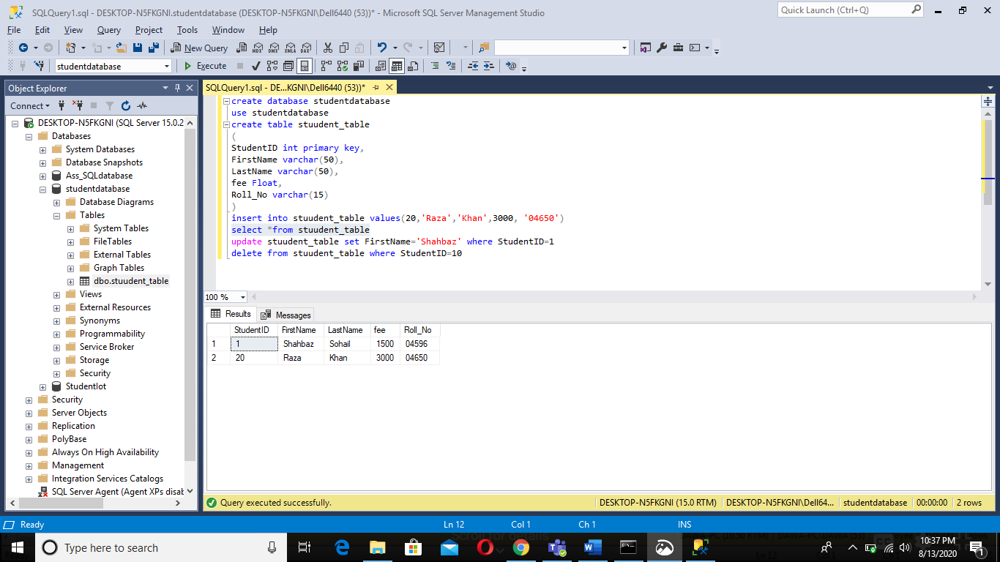 SQLQuery1.sql - DESKTOP-N5FKGNI.studentdatabase (DESKTOP-N5FKGNI\Dell6440 (53))* - Microsoft SQL Server Management Studio
Quick Launch (Ctrl+Q)
File Edit View Query Project Tools Window Help
New Query MDX DMX XMLA DAX
studentdatabase Execute
Object Explorer
SQLQuery1.sql - DE...KGNI\Dell6440 (53))*
Connect
DESKTOP-N5FKGNI (SQL Server 15.0.2
Databases
System Databases
Database Snapshots
Ass_SQLdatabase
studentdatabase
Database Diagrams
Tables
System Tables
FileTables
External Tables
Graph Tables
dbo.stuudent_table
Views
External Resources
Synonyms
Programmability
Service Broker
Storage
Security
Studentlot
Security
Server Objects
Replication
PolyBase
Always On High Availability
Management
Integration Services Catalogs
SQL Server Agent (Agent XPs disab
create database studentdatabase
use studentdatabase
create table stuudent_table
(
StudentID int primary key,
FirstName varchar(50),
LastName varchar(50),
fee Float,
Roll_No varchar(15)
)
insert into stuudent_table values(20,'Raza','Khan',3000, '04650')
select *from stuudent_table
update stuudent_table set FirstName='Shahbaz' where StudentID=1
delete from stuudent_table where StudentID=10
100 %
Results Messages
StudentID FirstName LastName fee Roll_No
1 1 Shahbaz Sohail 1500 04596
2 20 Raza Khan 3000 04650
Query executed successfully. DESKTOP-N5FKGNI (15.0 RTM) DESKTOP-N5FKGNI\Dell64... studentdatabase 00:00:00 2 rows
Ready Ln 12 Col 1 Ch 1 INS
Scroll for details
Type here to search
10:37 PM
8/13/2020
1